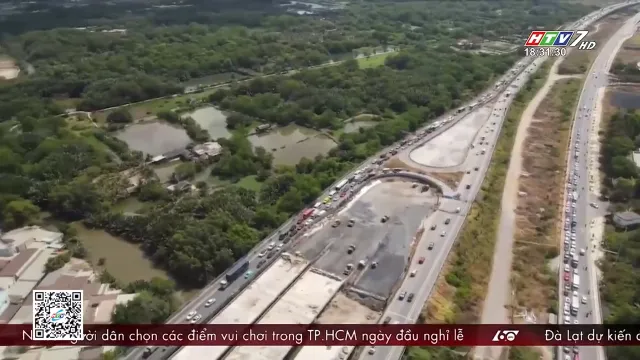 HTV7 HD
18:31:30
người dân chọn các điểm vui chơi trong TP.HCM ngày đầu nghỉ lễ
60
Đà Lạt dự kiến